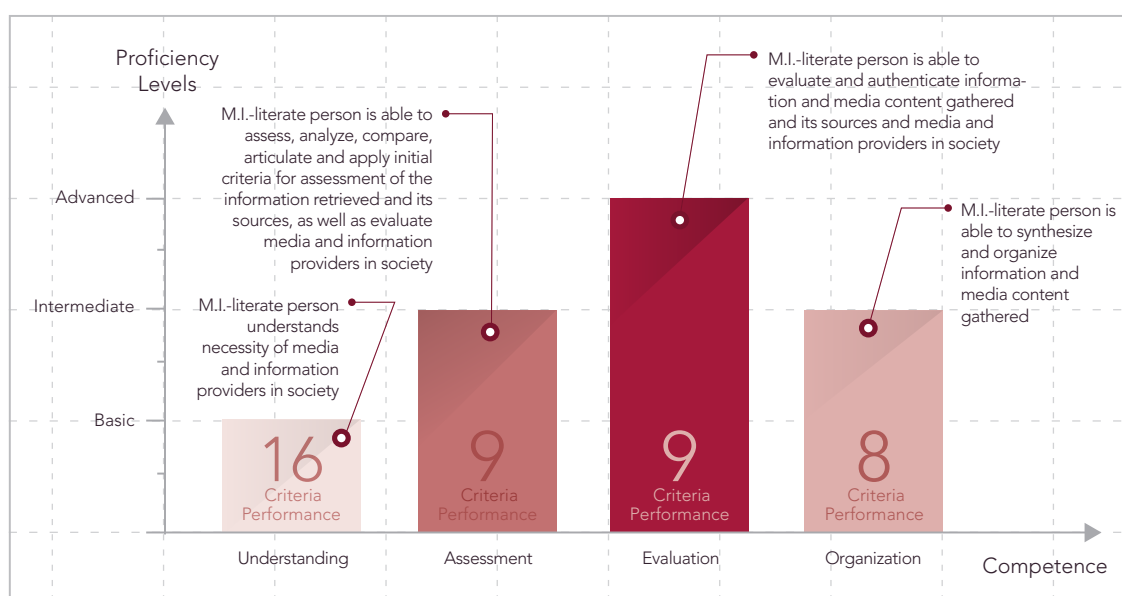 Proficiency
Levels
M.I.-literate person is able to
assess, analyze, compare,
articulate and apply initial
criteria for assessment of the
information retrieved and its
sources, as well as evaluate
media and information
providers in society
M.I.-literate person is able to
evaluate and authenticate informa-
tion and media content gathered
and its sources and media and
information providers in society
Advanced
M.I.-literate person is
able to synthesize
and organize
information and
media content
gathered
Intermediate
M.I.-literate person
understands
necessity of media
and information
providers in society
Basic
16
Criteria
Performance
9
Criteria
Performance
9
Criteria
Performance
8
Criteria
Performance
Understanding
Assessment
Evaluation
Organization
Competence